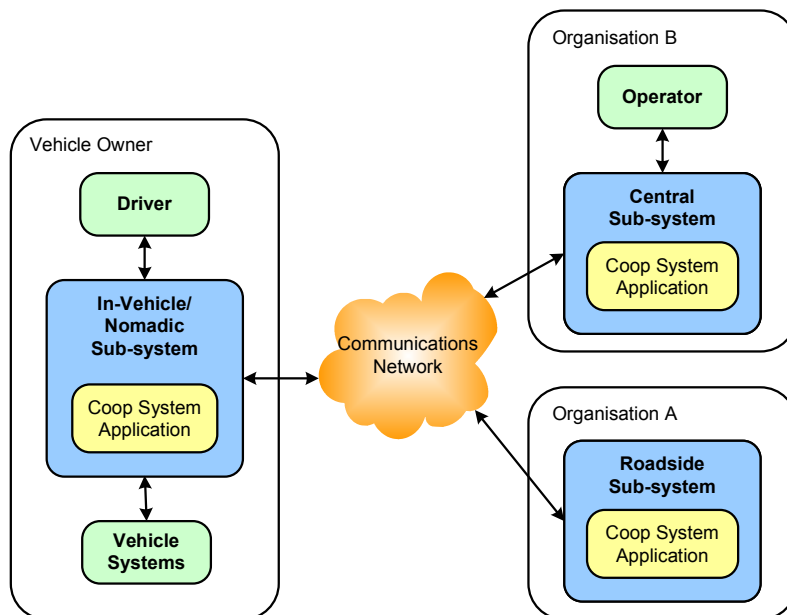 Vehicle Owner
Driver
In-Vehicle/
Nomadic
Sub-system
Coop System
Application
Vehicle
Systems
Communications
Network
Organisation B
Operator
Central
Sub-system
Coop System
Application
Organisation A
Roadside
Sub-system
Coop System
Application